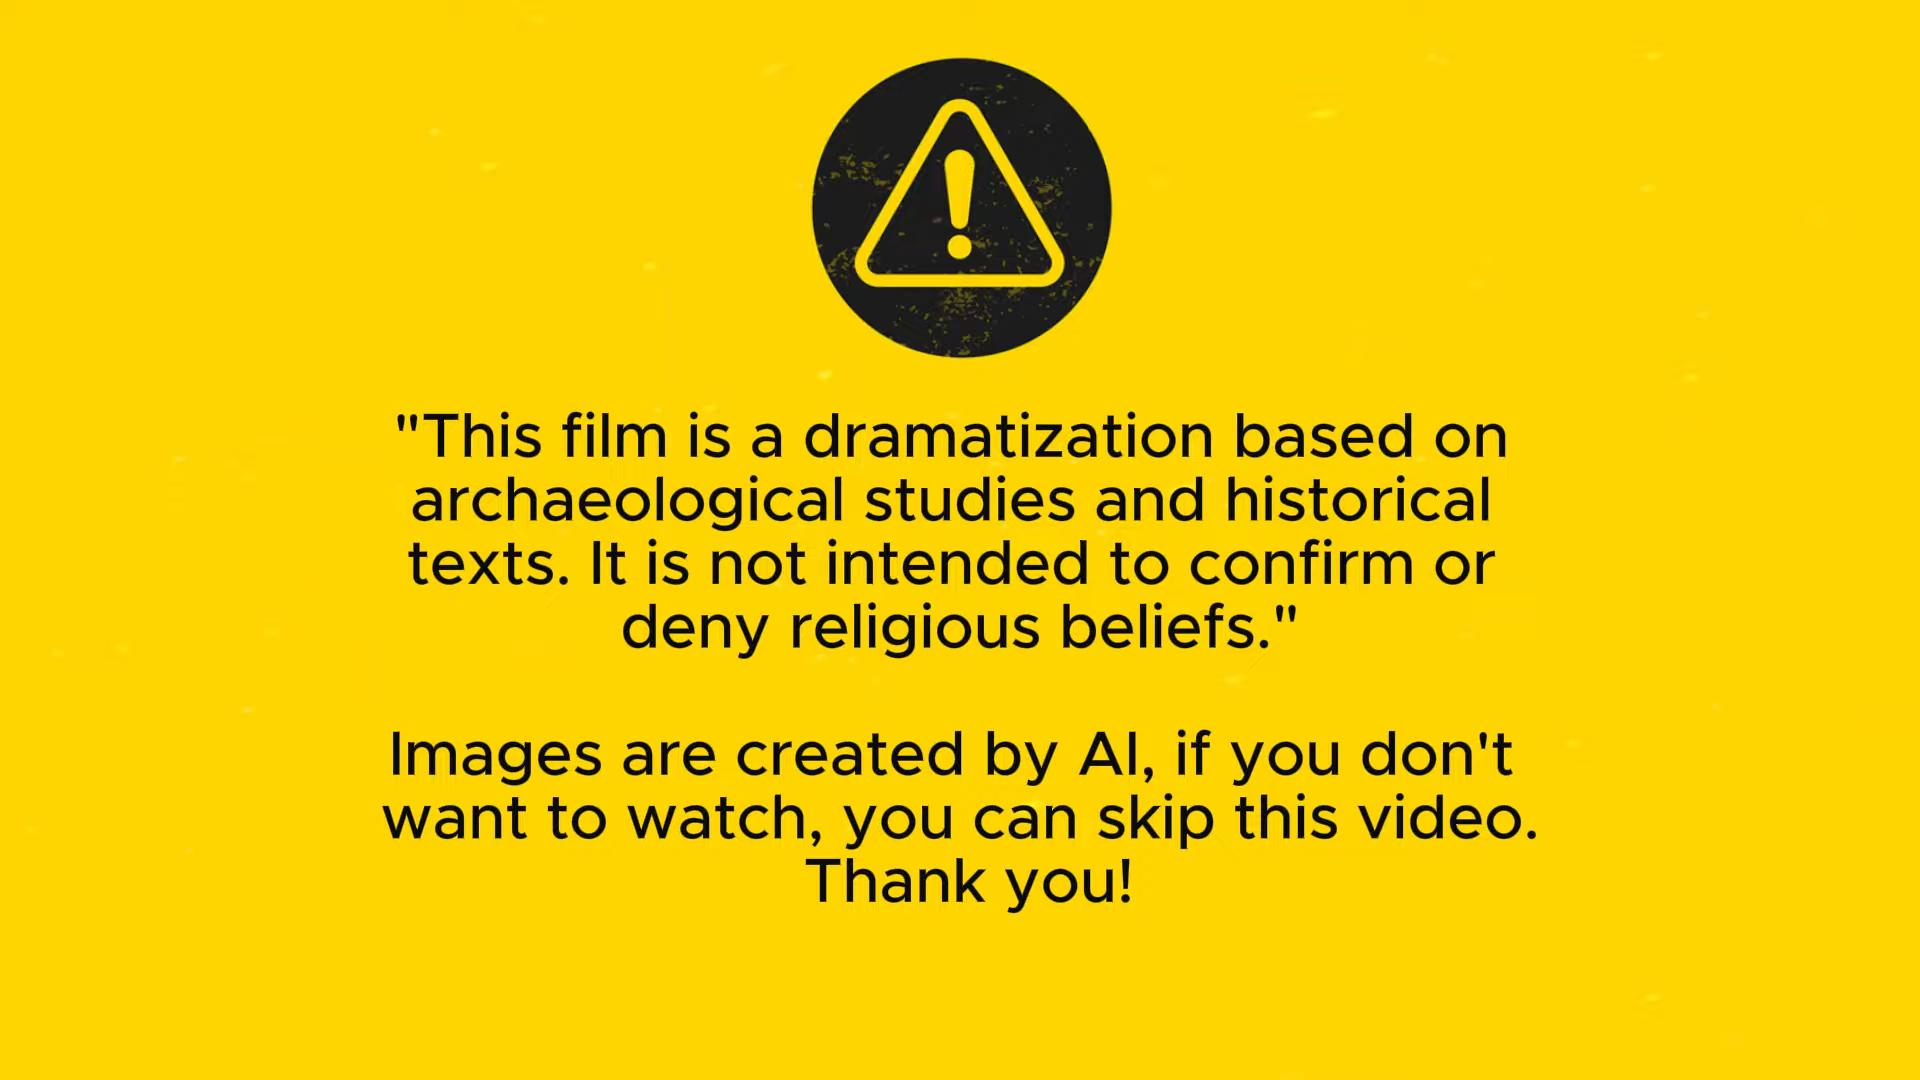 "This film is a dramatization based on
archaeological studies and historical
texts. It is not intended to confirm or
deny religious beliefs."
Images are created by AI, if you don't
want to watch, you can skip this video.
Thank you!